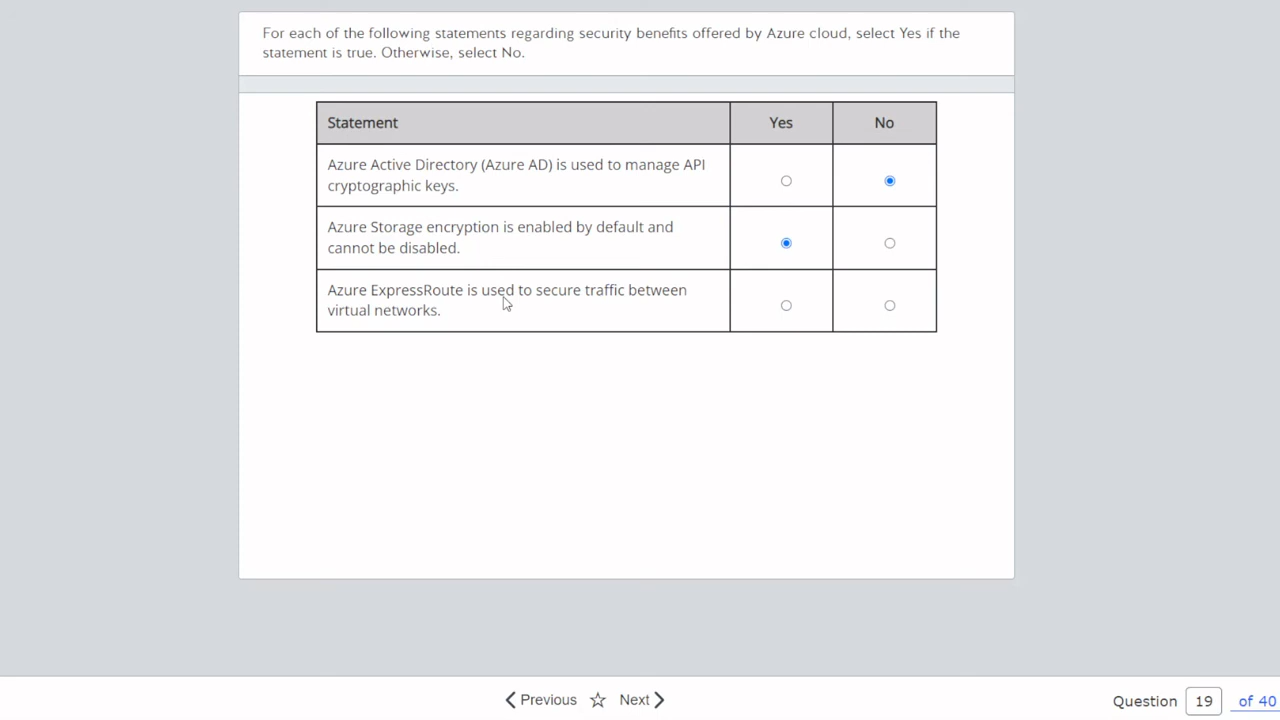 For each of the following statements regarding security benefits offered by Azure cloud, select Yes if the
statement is true. Otherwise, select No.
Statement Yes No
Azure Active Directory (Azure AD) is used to manage API
cryptographic keys.
Azure Storage encryption is enabled by default and
cannot be disabled.
Azure ExpressRoute is used to secure traffic between
virtual networks.
Previous Next Question 19 of 40